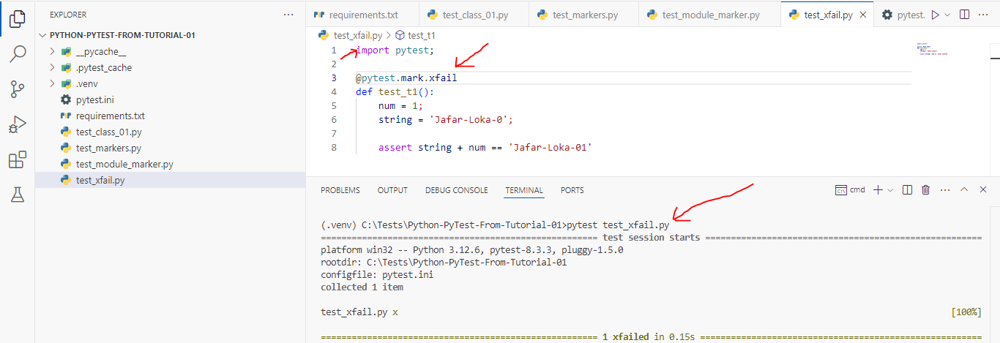 EXPLORER ...
PYTHON-PYTEST-FROM-TUTORIAL-01
__pycache__
.pytest_cache
.venv
pytest.ini
requirements.txt
test_class_01.py
test_markers.py
test_module_marker.py
test_xfail.py
requirements.txt test_class_01.py test_markers.py test_module_marker.py test_xfail.py pytest.
test_xfail.py > test_t1
1 import pytest;
2
3 @pytest.mark.xfail
4 def test_t1():
5 num = 1;
6 string = 'Jafar-Loka-0';
7
8 assert string + num == 'Jafar-Loka-01'
PROBLEMS OUTPUT DEBUG CONSOLE TERMINAL PORTS cmd
(.venv) C:\Tests\Python-PyTest-From-Tutorial-01>pytest test_xfail.py
=================================================== test session starts ===================================================
platform win32 -- Python 3.12.6, pytest-8.3.3, pluggy-1.5.0
rootdir: C:\Tests\Python-PyTest-From-Tutorial-01
configfile: pytest.ini
collected 1 item
test_xfail.py x [100%]
=================================================== 1 xfailed in 0.15s ===================================================